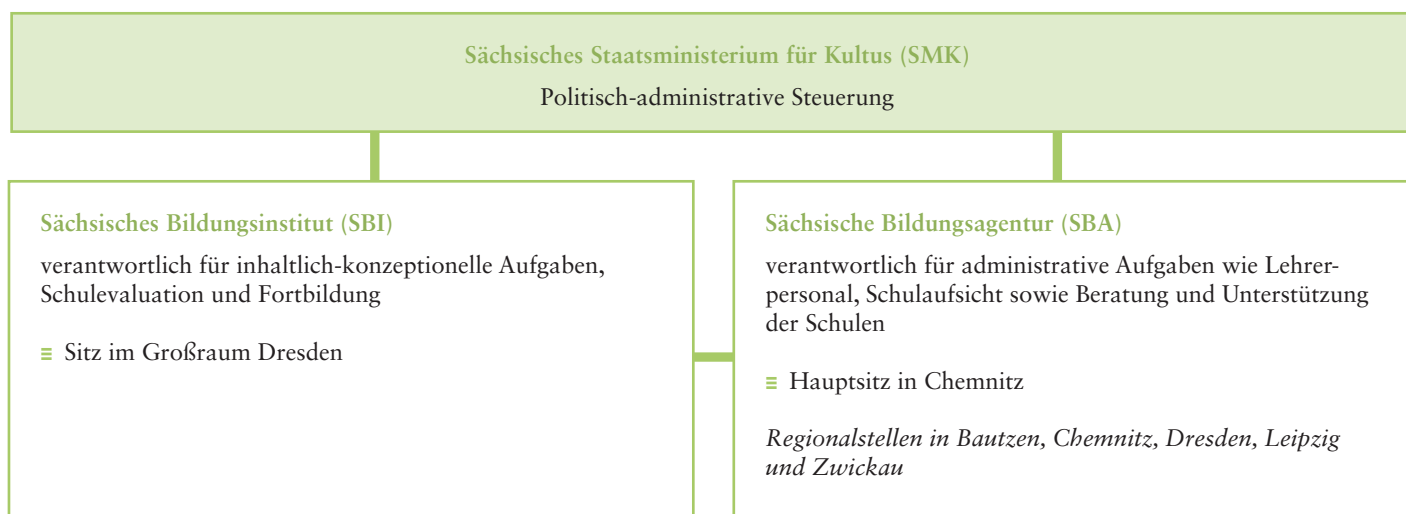 Sächsisches Staatsministerium für Kultus (SMK)
Politisch-administrative Steuerung
Sächsisches Bildungsinstitut (SBI)
verantwortlich für inhaltlich-konzeptionelle Aufgaben,
Schulevaluation und Fortbildung
Sitz im Großraum Dresden
Sächsische Bildungsagentur (SBA)
verantwortlich für administrative Aufgaben wie Lehrer-
personal, Schulaufsicht sowie Beratung und Unterstützung
der Schulen
Hauptsitz in Chemnitz
Regionalstellen in Bautzen, Chemnitz, Dresden, Leipzig
und Zwickau